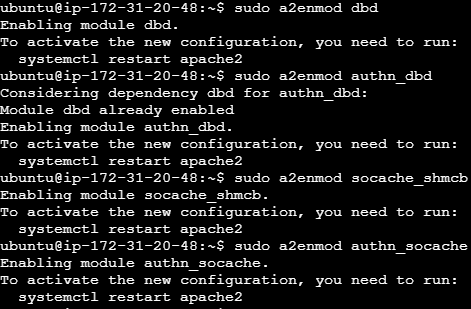 ubuntu@ip-172-31-20-48:~$ sudo a2enmod dbd
Enabling module dbd.
To activate the new configuration, you need to run:
  systemctl restart apache2
ubuntu@ip-172-31-20-48:~$ sudo a2enmod authn_dbd
Considering dependency dbd for authn_dbd:
Module dbd already enabled
Enabling module authn_dbd.
To activate the new configuration, you need to run:
  systemctl restart apache2
ubuntu@ip-172-31-20-48:~$ sudo a2enmod socache_shmcb
Enabling module socache_shmcb.
To activate the new configuration, you need to run:
  systemctl restart apache2
ubuntu@ip-172-31-20-48:~$ sudo a2enmod authn_socache
Enabling module authn_socache.
To activate the new configuration, you need to run:
  systemctl restart apache2